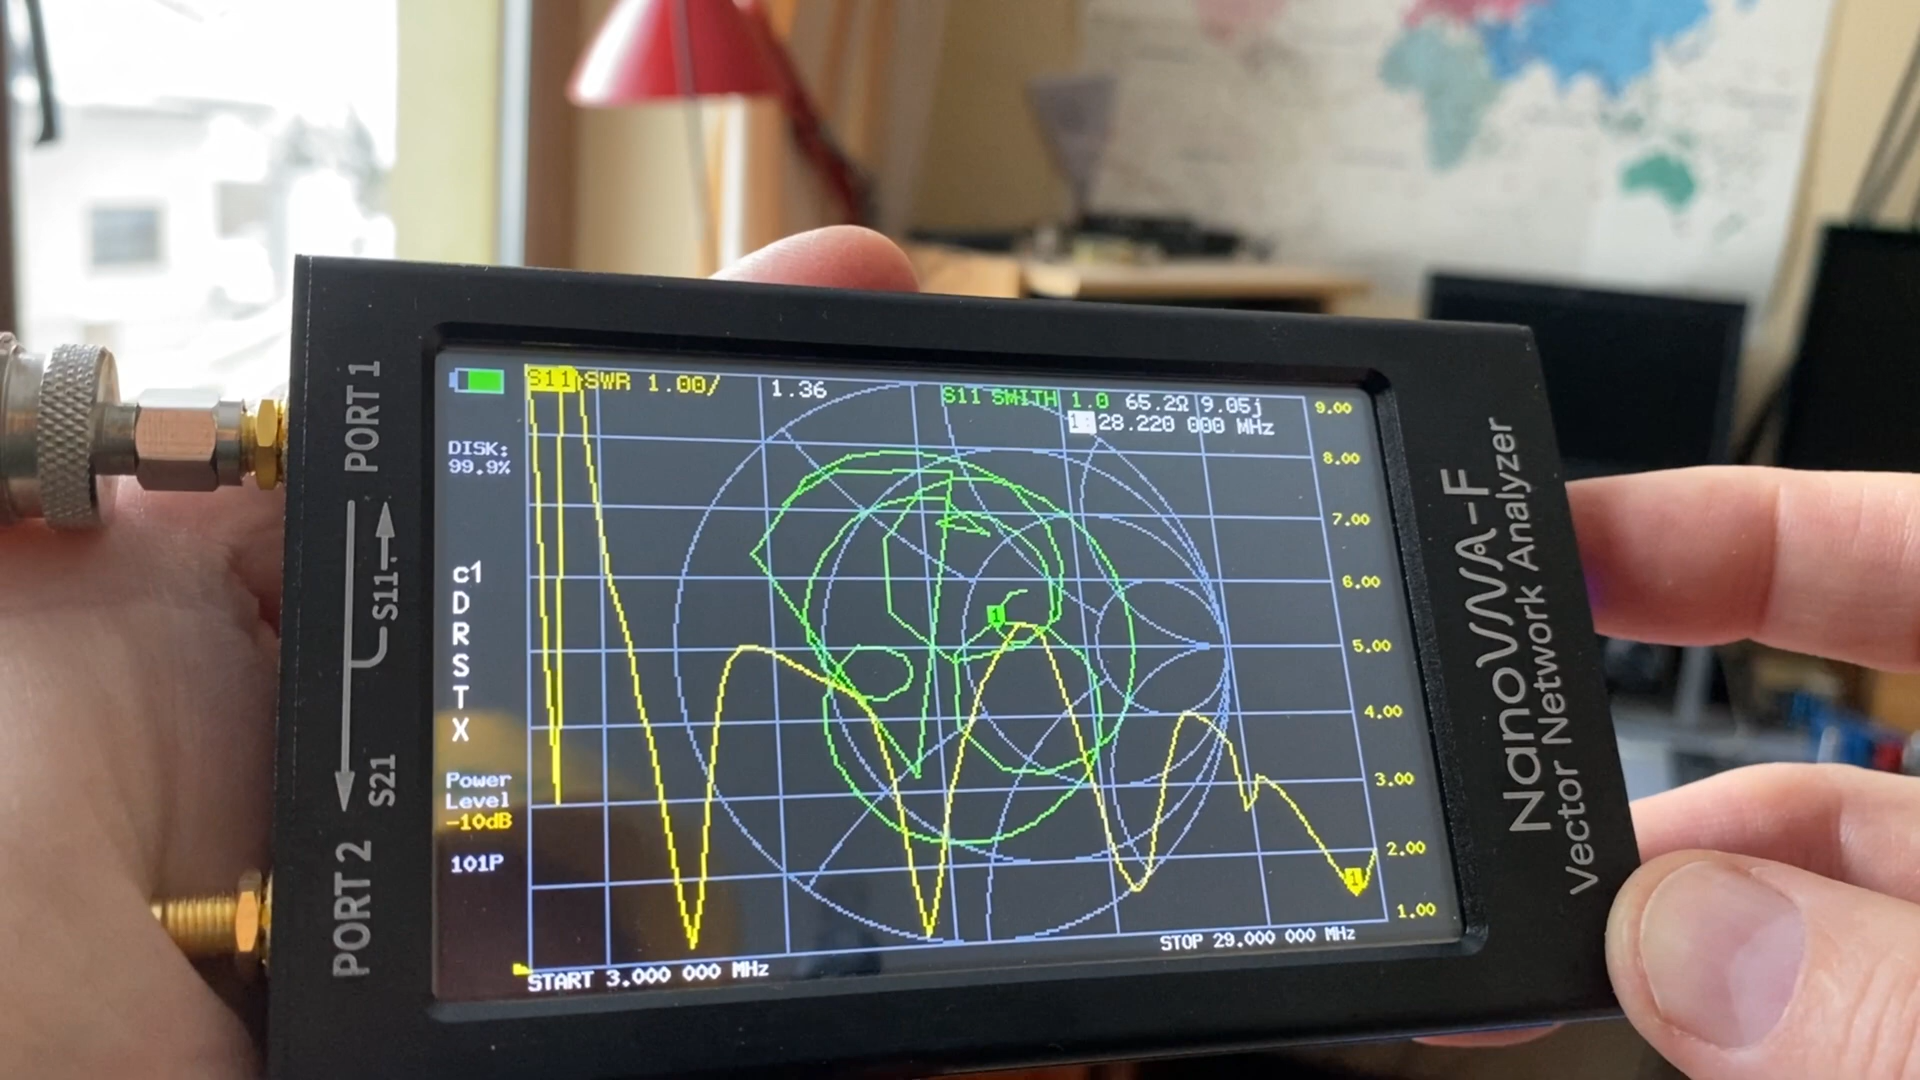 PORT 1
S11
S21
PORT 2
S11 SWR 1.00/ 1.36
S11 SMITH 1.0 65.2Ω 9.05j
1: 28.220 000 MHz
DISK:
99.9%
c1
D
R
S
T
X
Power
Level
-10dB
101P
9.00
8.00
7.00
6.00
5.00
4.00
3.00
2.00
1.00
1
1
START 3.000 000 MHz
STOP 29.000 000 MHz
NanoVNA-F
Vector Network Analyzer